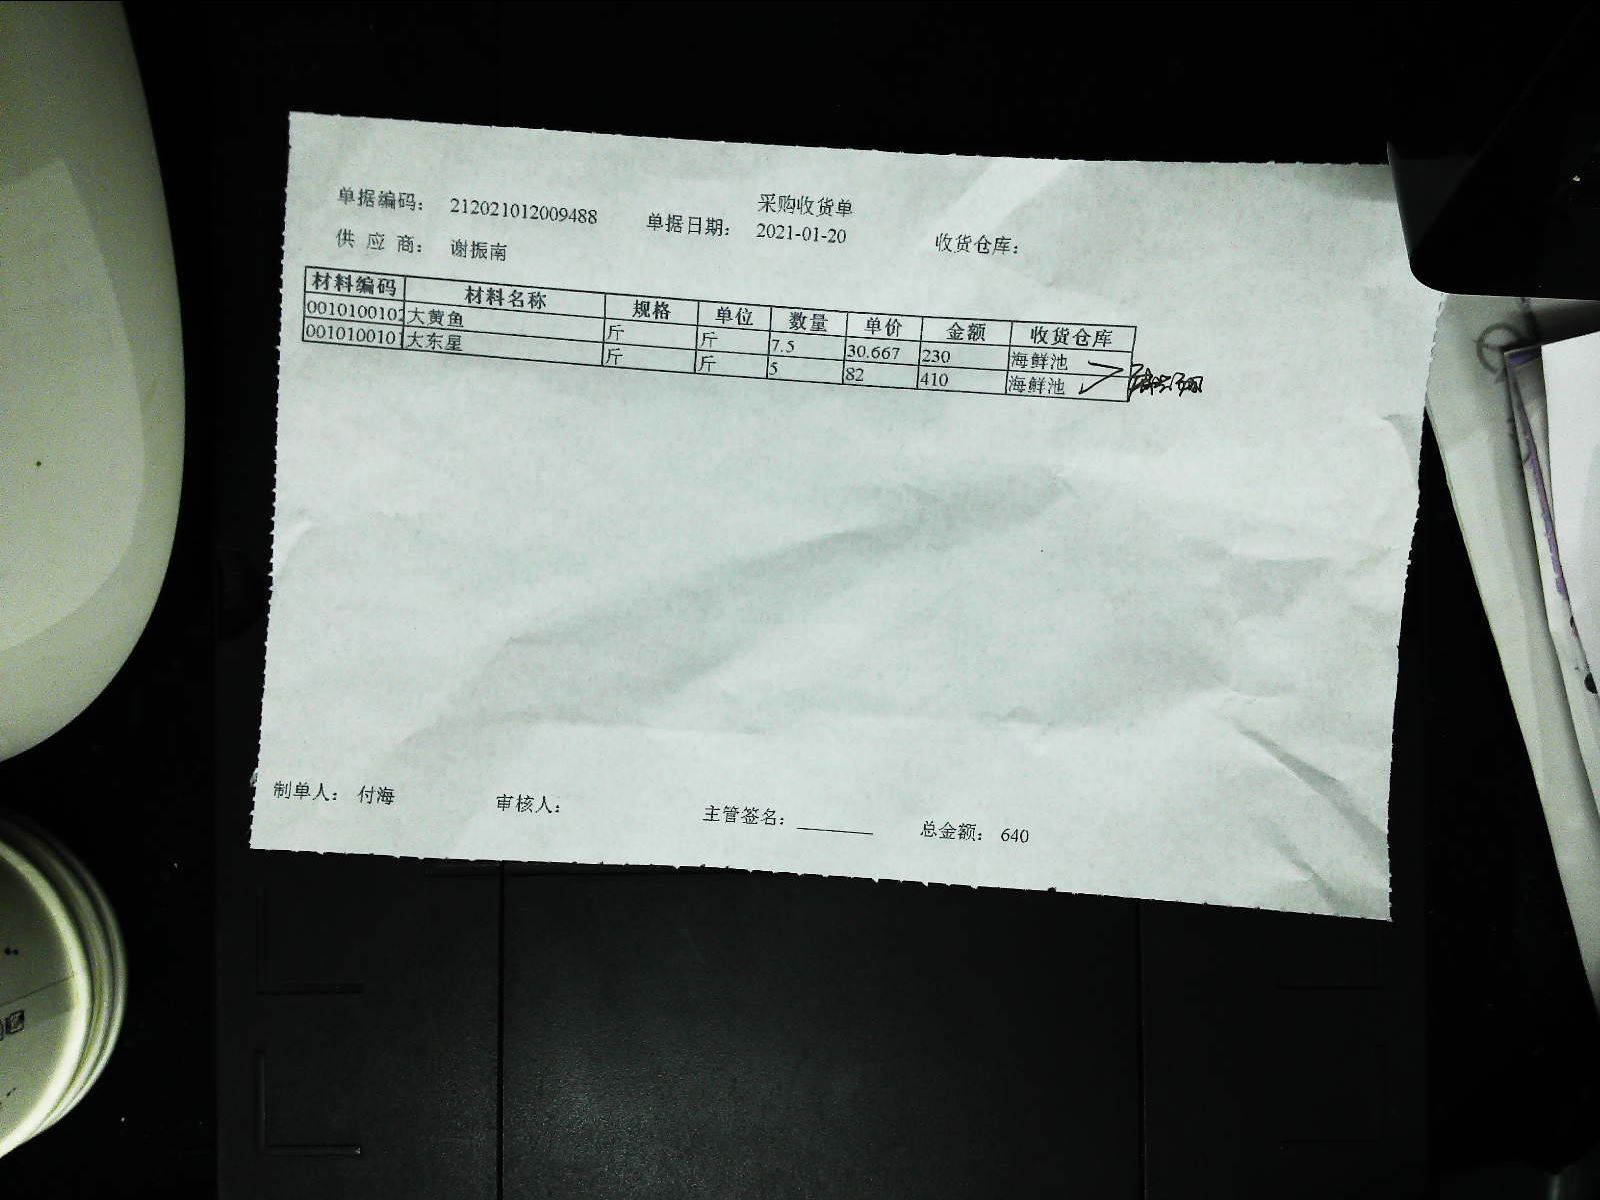 采购收货单
单据编码： 212021012009488 单据日期： 2021-01-20 收货仓库：
供 应 商： 谢振南
材料编码 材料名称 规格 单位 数量 单价 金额 收货仓库
0010100102 大黄鱼 斤 斤 7.5 30.667 230 海鲜池
001010010 大东星 斤 斤 5 82 410 海鲜池
制单人： 付海 审核人： 主管签名： 总金额： 640